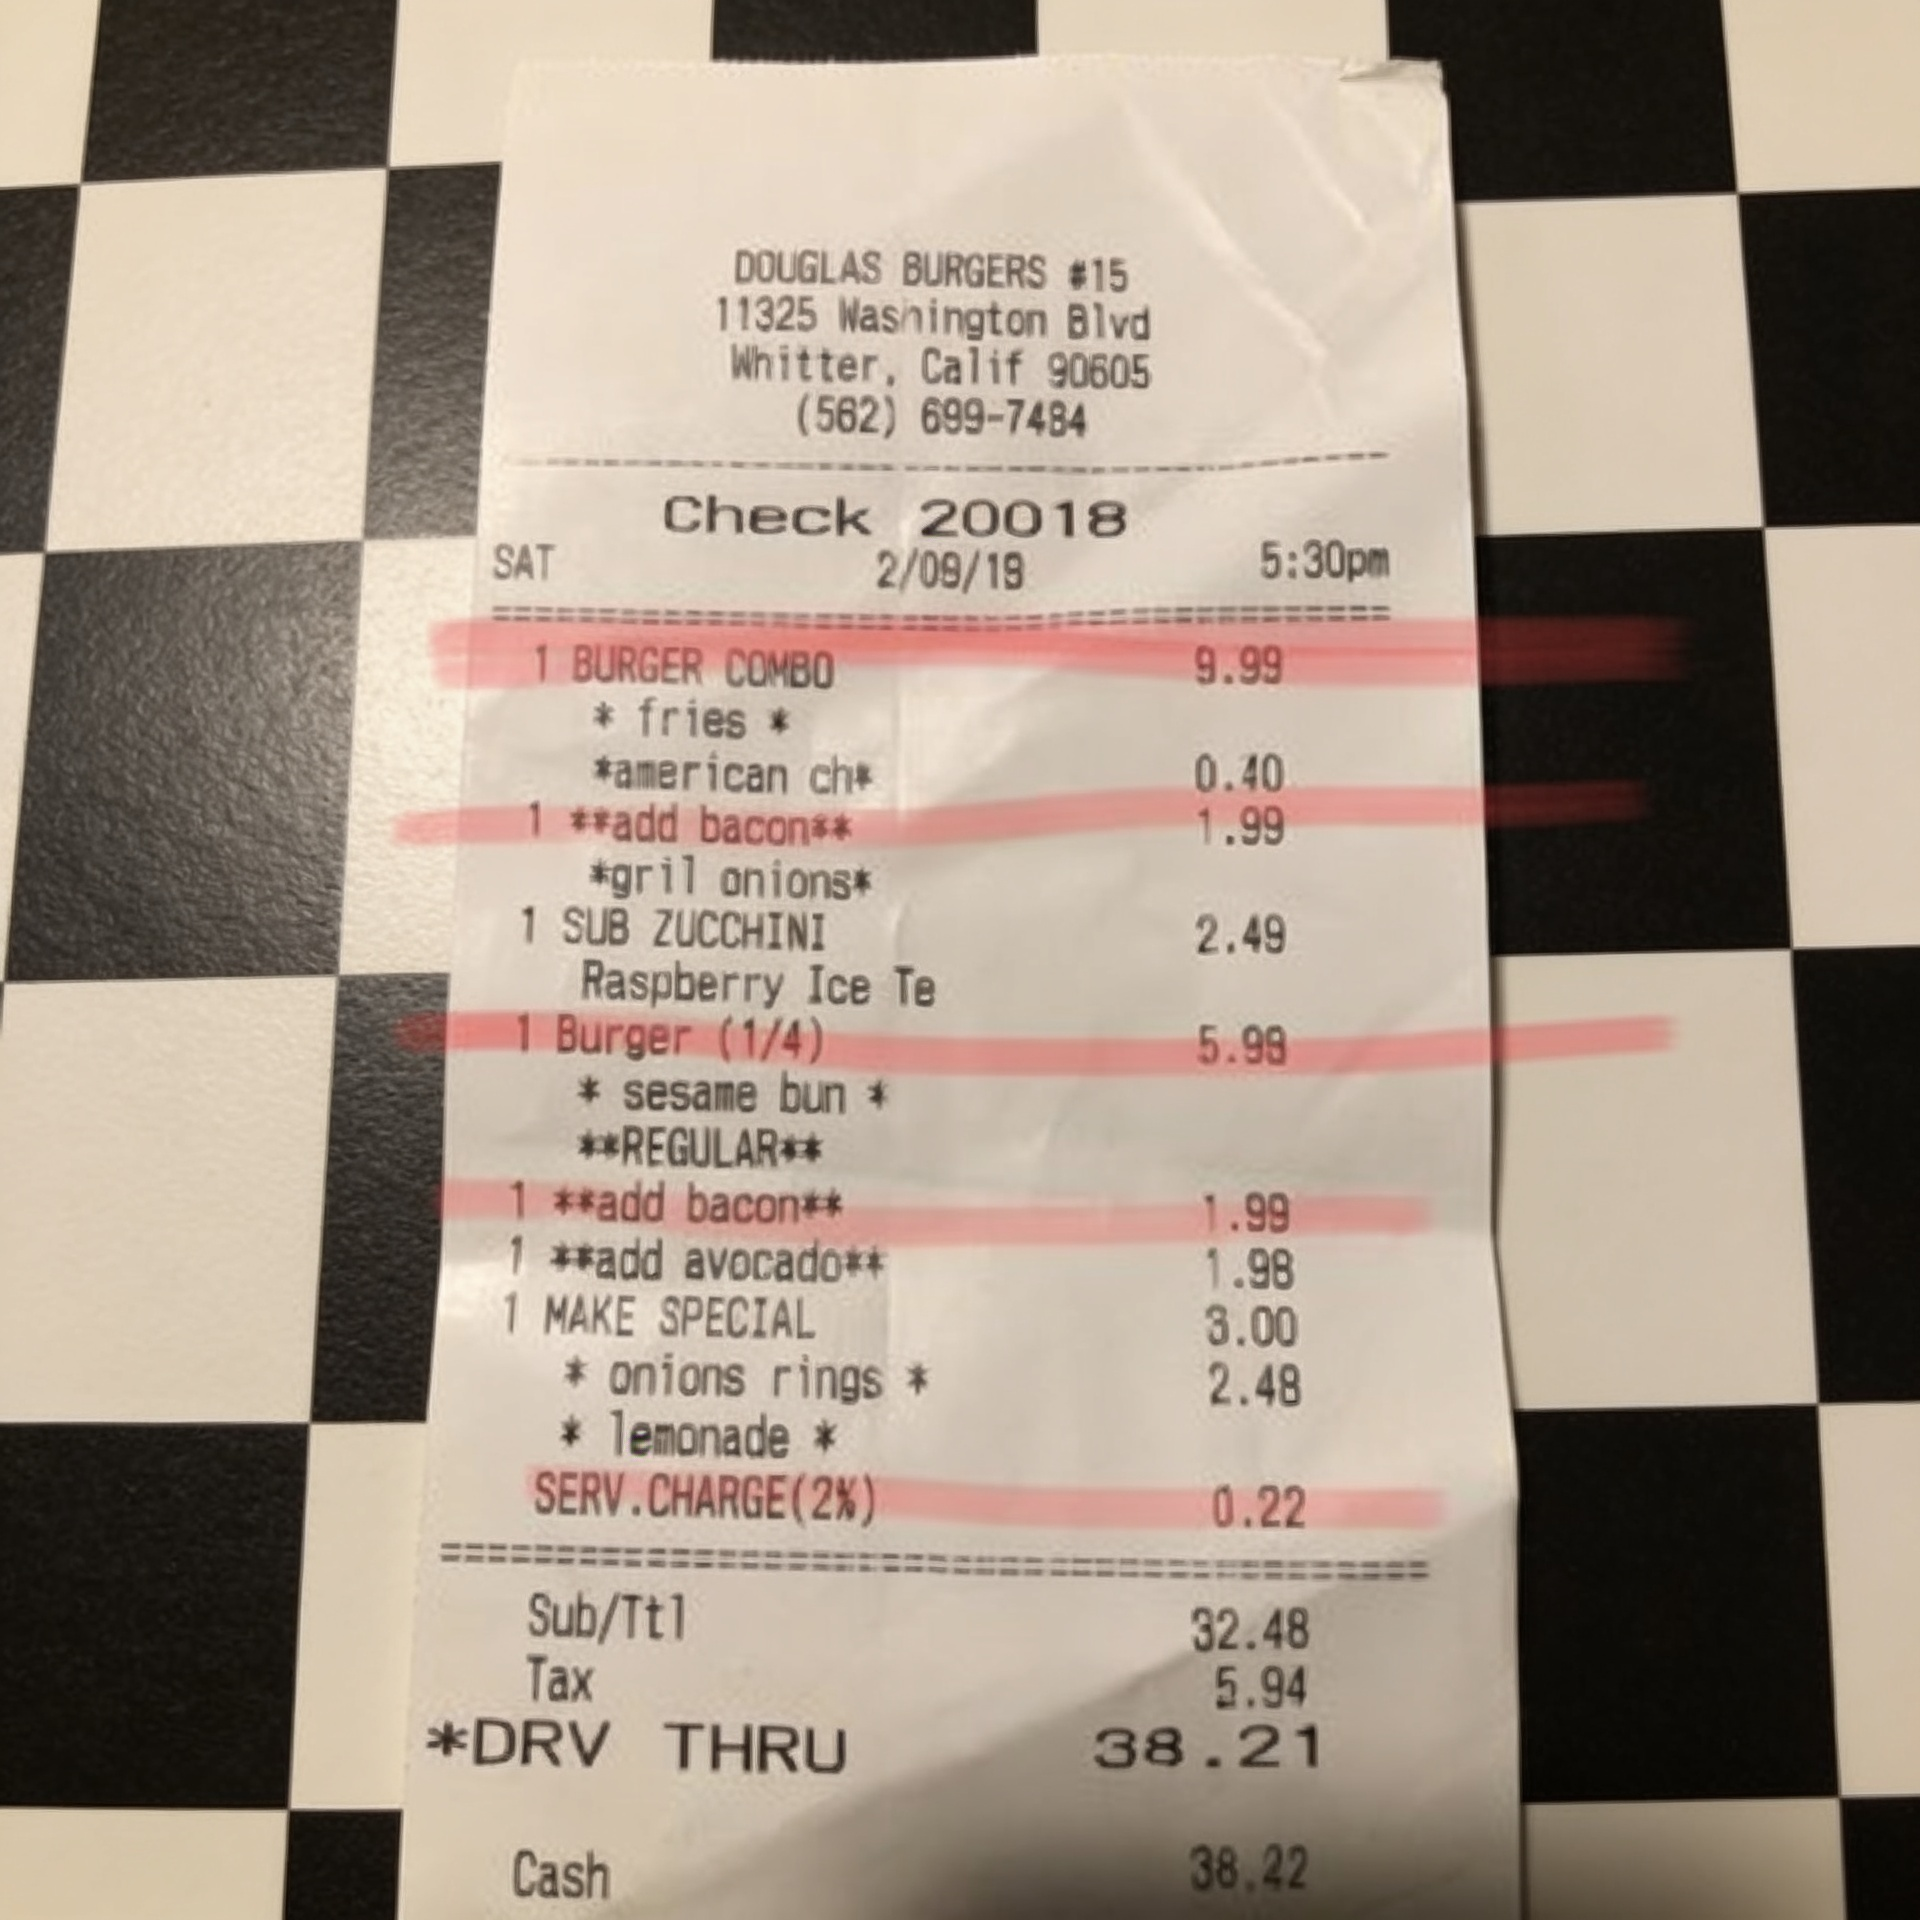 DOUGLAS BURGERS #15
11325 Washington Blvd
Whitter, Calif 90605
(562) 699-7484
Check 20018
SAT 2/09/19 5:30pm
1 BURGER COMBO 9.99
* fries *
*american ch* 0.40
1 **add bacon** 1.99
*gril onions*
1 SUB ZUCCHINI 2.49
Raspberry Ice Te
1 Burger (1/4) 5.99
* sesame bun *
**REGULAR**
1 **add bacon** 1.99
1 **add avocado** 1.98
1 MAKE SPECIAL 3.00
* onions rings * 2.48
* lemonade *
SERV.CHARGE(2%) 0.22
Sub/Ttl 32.48
Tax 5.94
*DRV THRU 38.21
Cash 38.22